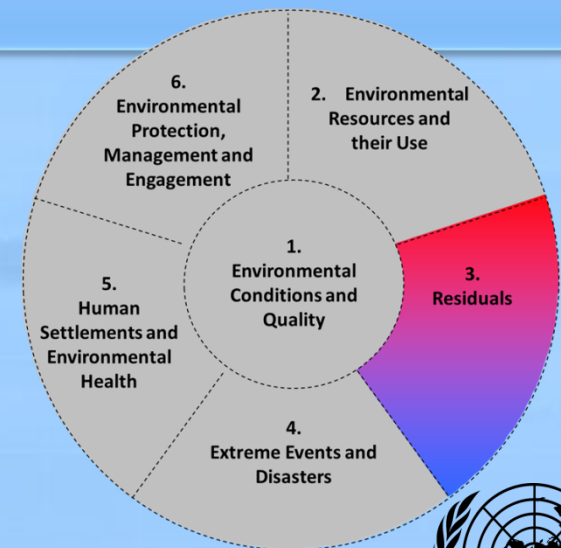 1.
Environmental
Conditions and
Quality
2. Environmental
Resources and
their Use
3.
Residuals
4.
Extreme Events and
Disasters
5.
Human
Settlements and
Environmental
Health
6.
Environmental
Protection,
Management and
Engagement